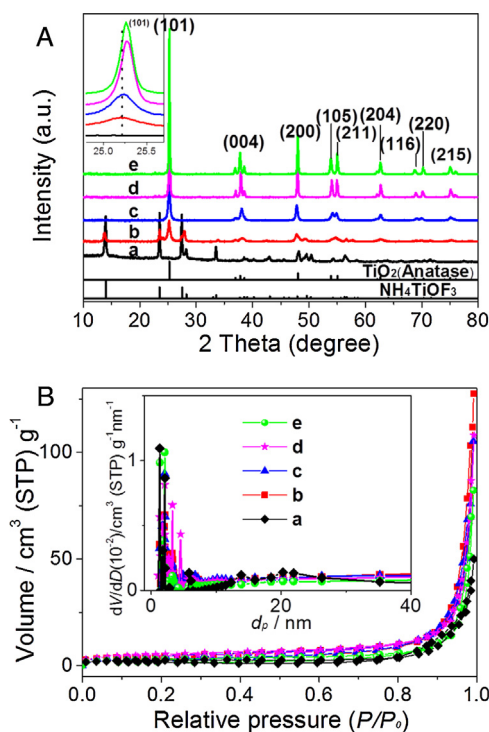 A
(101)
(101)
25.0 25.5
(004)
(200)
(105)
(211)
(204)
(116)
(220)
(215)
e
d
c
b
a
TiO2(Anatase)
NH4TiOF3
Intensity (a.u.)
10 20 30 40 50 60 70 80
2 Theta (degree)
B
Volume / cm3 (STP) g-1
100
50
0
dV/dD(10-2)/cm3 (STP) g-1 nm-1
1
0
e
d
c
b
a
0 20 40
dp / nm
0.0 0.2 0.4 0.6 0.8 1.0
Relative pressure (P/P0)